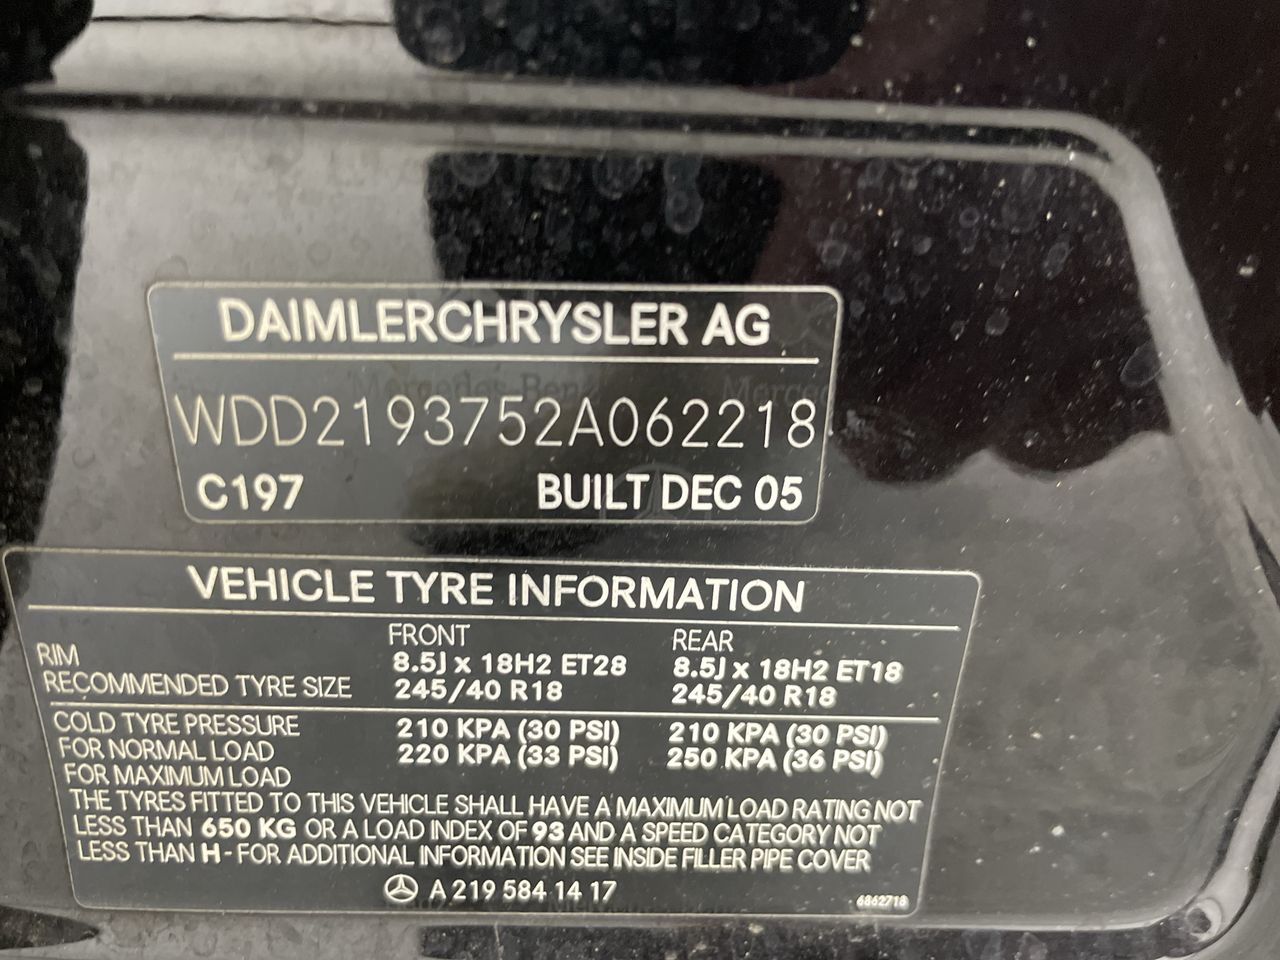 DAIMLERCHRYSLER AG
WDD2193752A062218
C197 BUILT DEC 05
VEHICLE TYRE INFORMATION
FRONT REAR
RIM 8.5J x 18H2 ET28 8.5J x 18H2 ET18
RECOMMENDED TYRE SIZE 245/40 R18 245/40 R18
COLD TYRE PRESSURE
FOR NORMAL LOAD 210 KPA (30 PSI) 210 KPA (30 PSI)
FOR MAXIMUM LOAD 220 KPA (33 PSI) 250 KPA (36 PSI)
THE TYRES FITTED TO THIS VEHICLE SHALL HAVE A MAXIMUM LOAD RATING NOT
LESS THAN 650 KG OR A LOAD INDEX OF 93 AND A SPEED CATEGORY NOT
LESS THAN H-FOR ADDITIONAL INFORMATION SEE INSIDE FILLER PIPE COVER
A 219 584 14 17
6862718